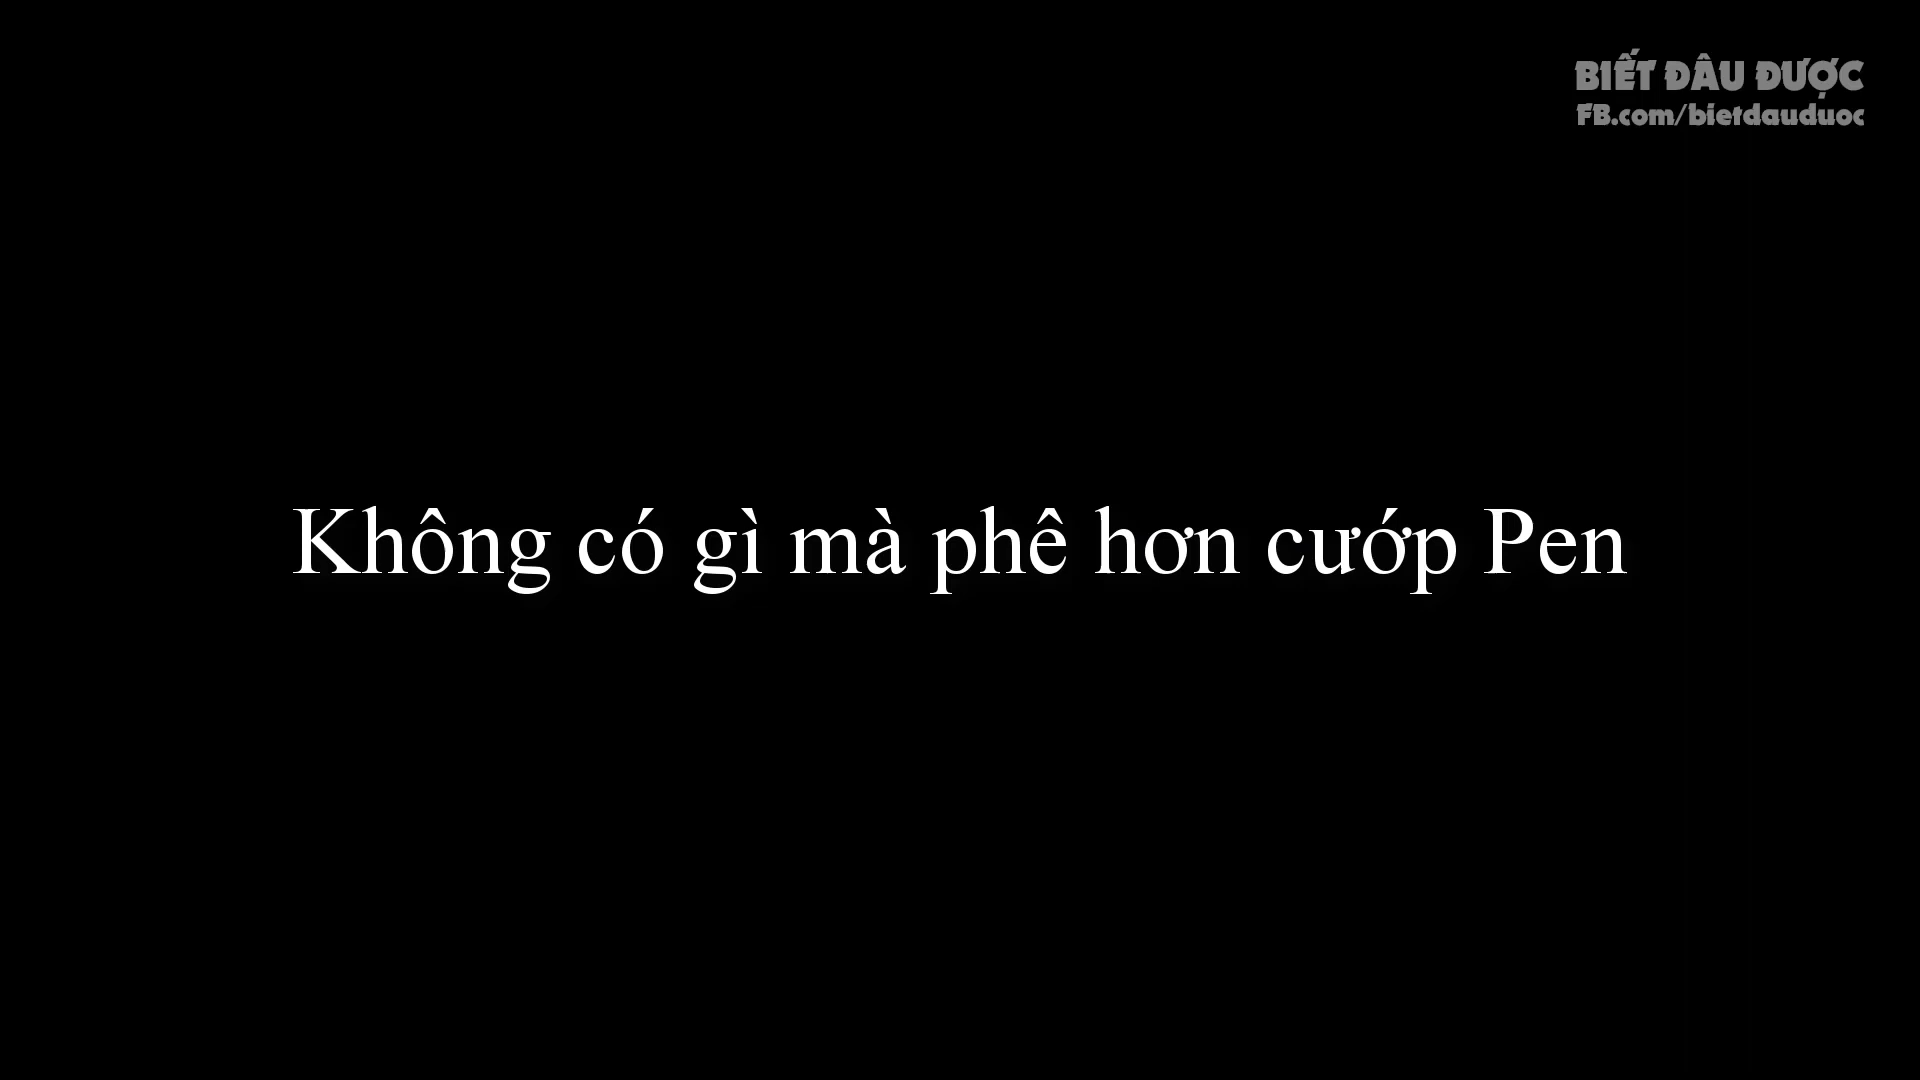 BIẾT ĐÂU ĐƯỢC
FB.com/bietdauduoc
Không có gì mà phê hơn cướp Pen